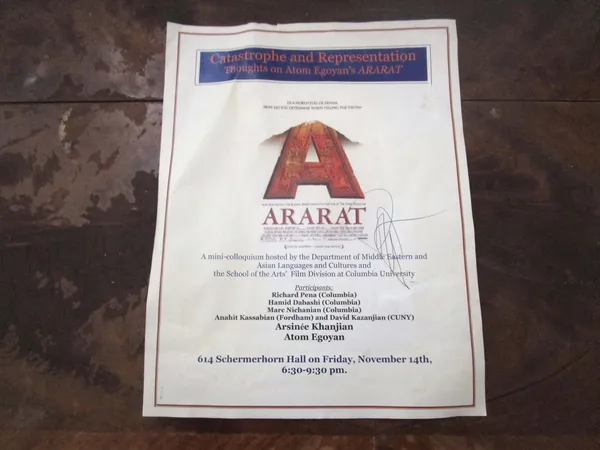 Catastrophe and Representation
Thoughts on Atom Egoyan's ARARAT
A
ARARAT
A mini-colloquium hosted by the Department of Middle Eastern and
Asian Languages and Cultures and
the School of the Arts' Film Division at Columbia University
Participants:
Richard Pena (Columbia)
Hamid Dabashi (Columbia)
Marc Nichanian (Columbia)
Anahit Kassabian (Fordham) and David Kazanjian (CUNY)
Arsinée Khanjian
Atom Egoyan
614 Schermerhorn Hall on Friday, November 14th,
6:30-9:30 pm.